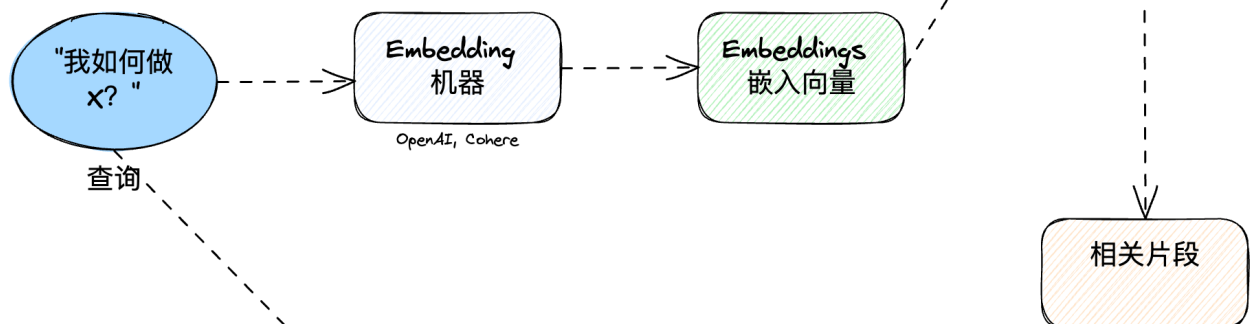 "我如何做
x？"
查询
Embedding
机器
OpenAI, Cohere
Embeddings
嵌入向量
相关片段